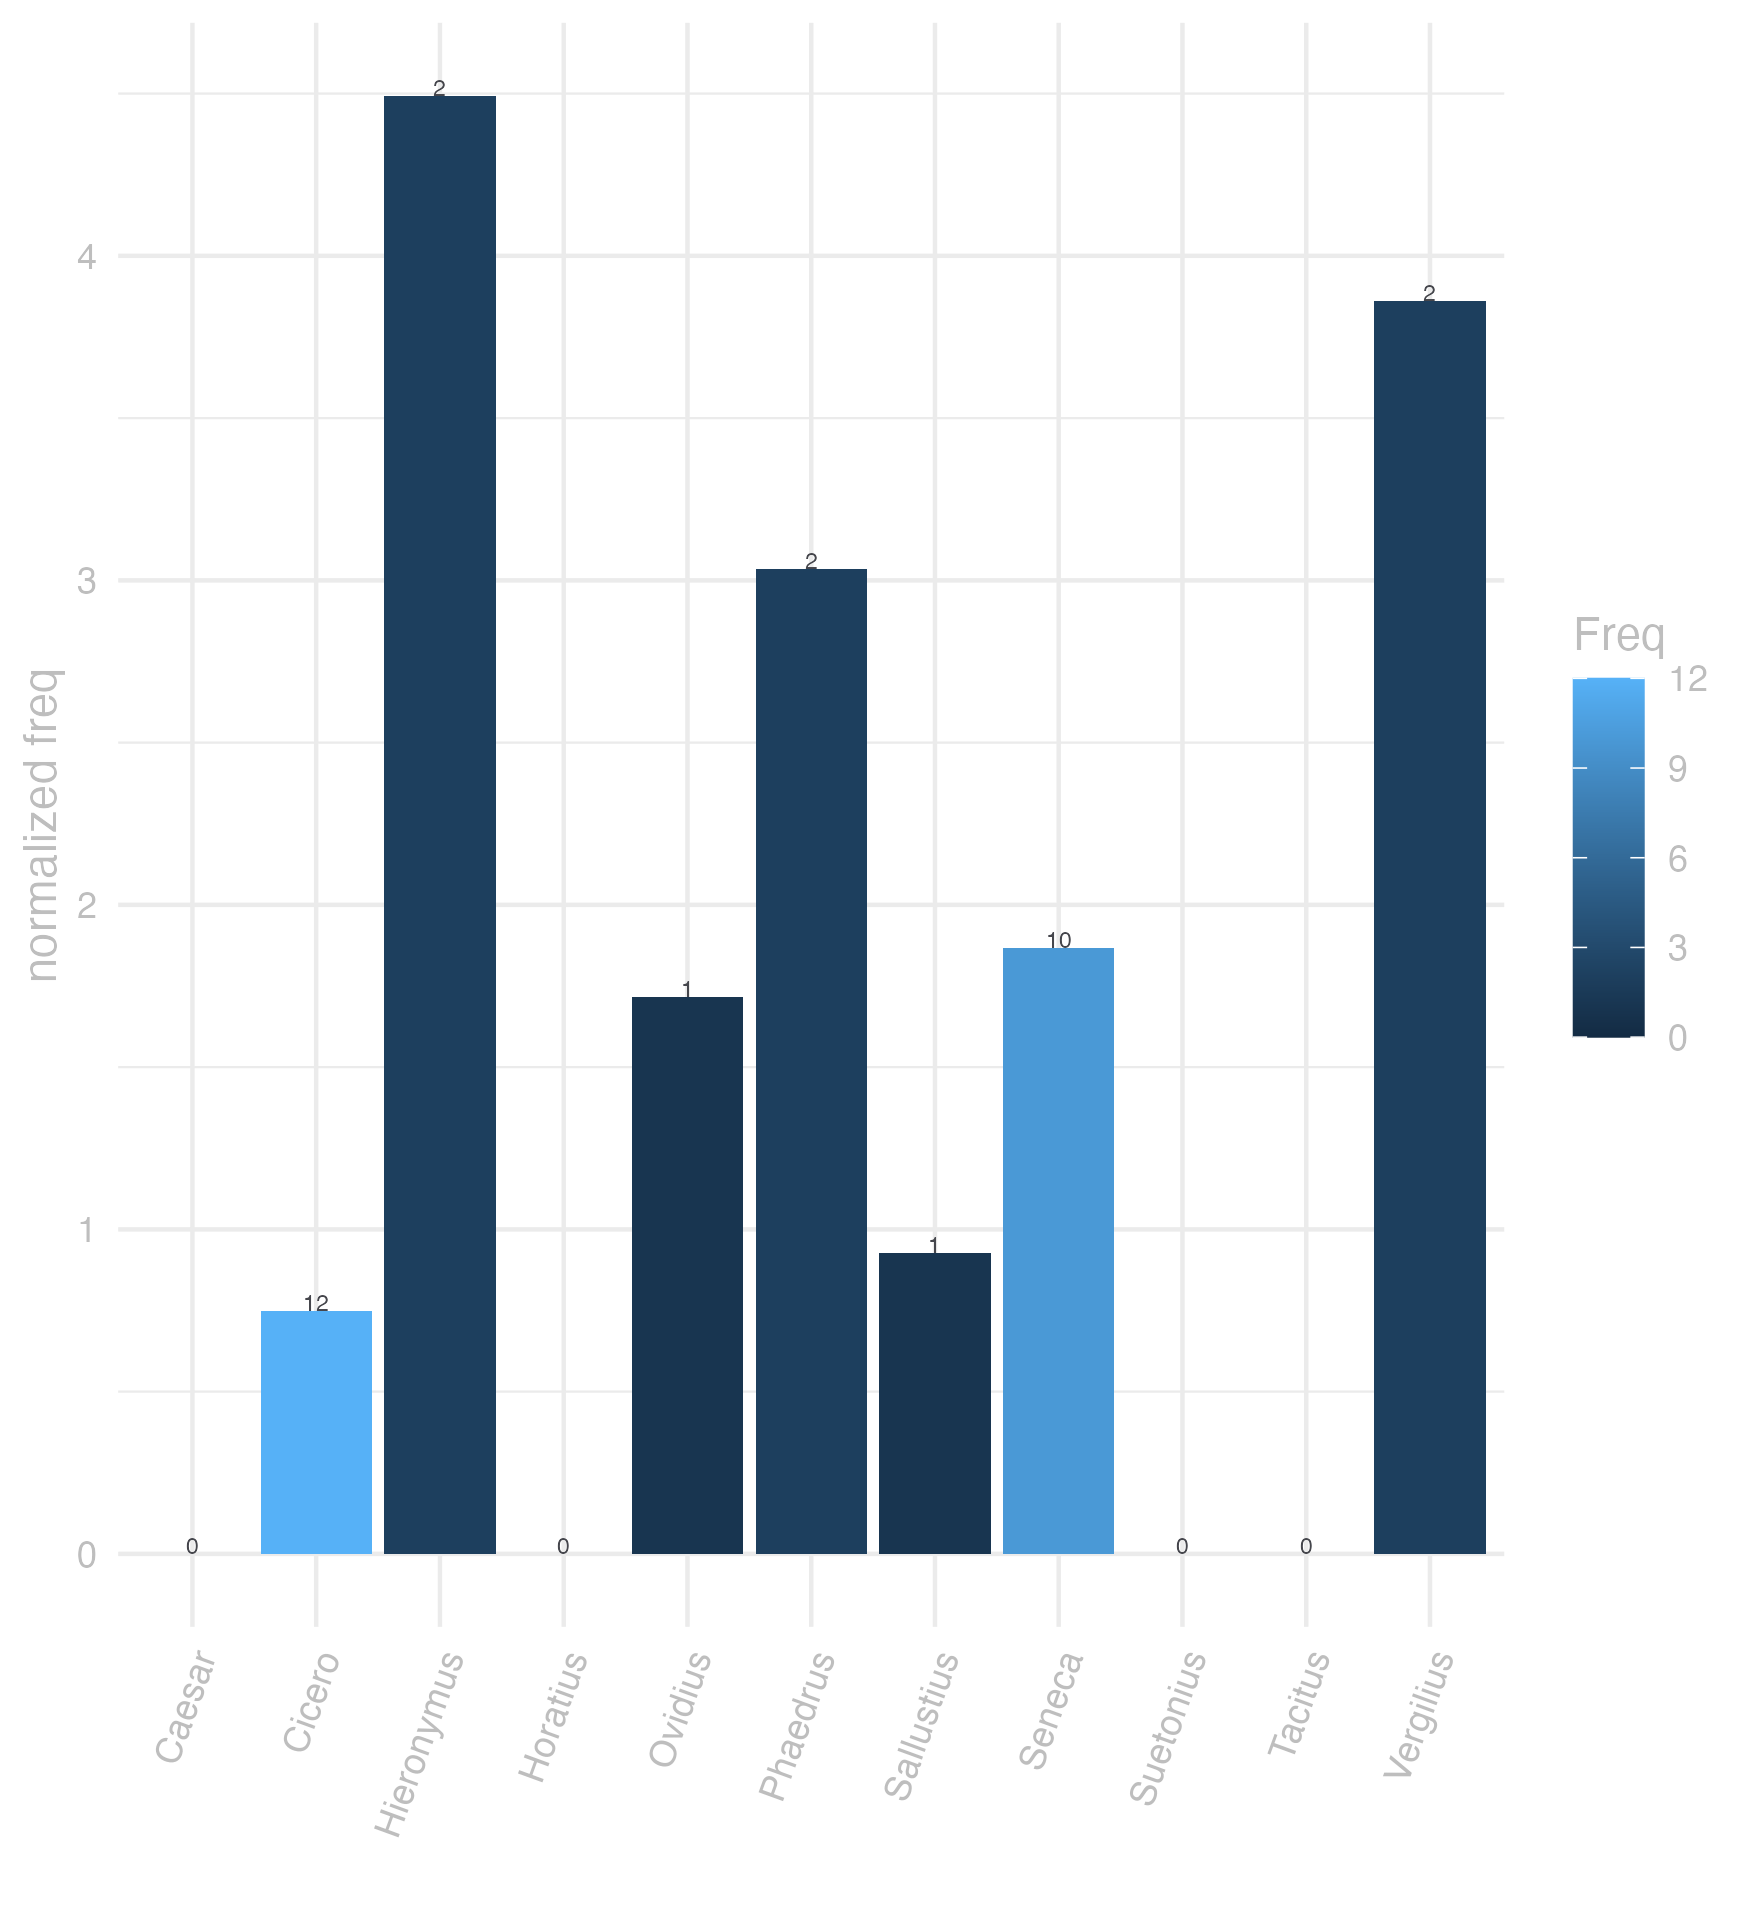 2
4
2
2
3
Freq
12
9
6
3
0
normalized freq
10
2
1
1
1
12
0
0
0
0
0
Caesar
Cicero
Hieronymus
Horatius
Ovidius
Phaedrus
Sallustius
Seneca
Suetonius
Tacitus
Vergilius